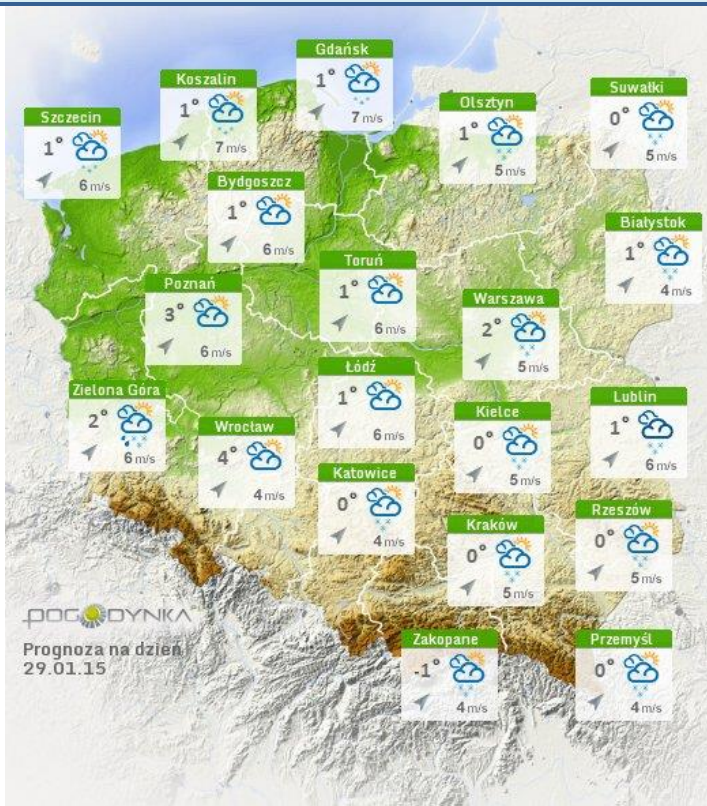 Gdańsk
1°
7 m/s
Koszalin
1°
7 m/s
Suwałki
0°
5 m/s
Olsztyn
1°
5 m/s
Szczecin
1°
6 m/s
Bydgoszcz
1°
6 m/s
Białystok
1°
4 m/s
Toruń
1°
6 m/s
Poznań
3°
6 m/s
Warszawa
2°
5 m/s
Łódź
1°
6 m/s
Zielona Góra
2°
6 m/s
Lublin
1°
6 m/s
Kielce
0°
5 m/s
Wrocław
4°
4 m/s
Katowice
0°
4 m/s
Rzeszów
0°
5 m/s
Kraków
0°
5 m/s
POGODYNKA
Prognoza na dzień
29.01.15
Zakopane
-1°
4 m/s
Przemyśl
0°
4 m/s